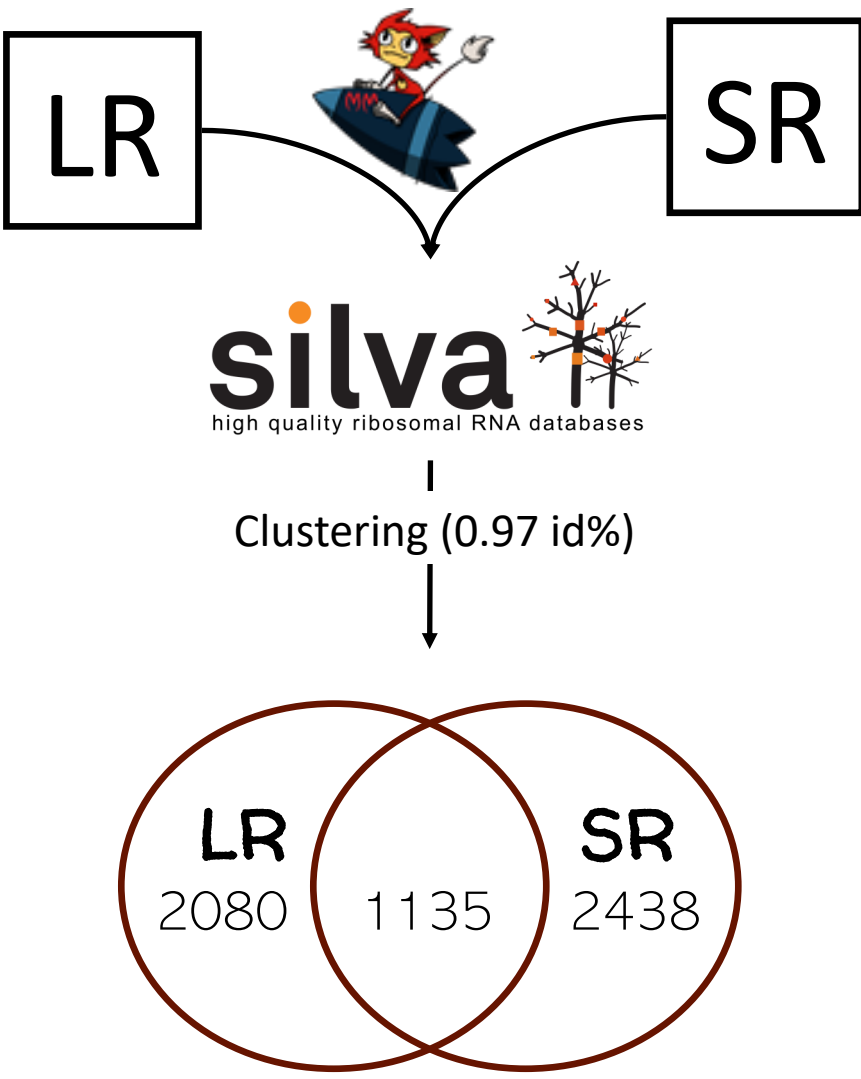 LR
MM
SR
silva
high quality ribosomal RNA databases
Clustering (0.97 id%)
LR
SR
2080
1135
2438